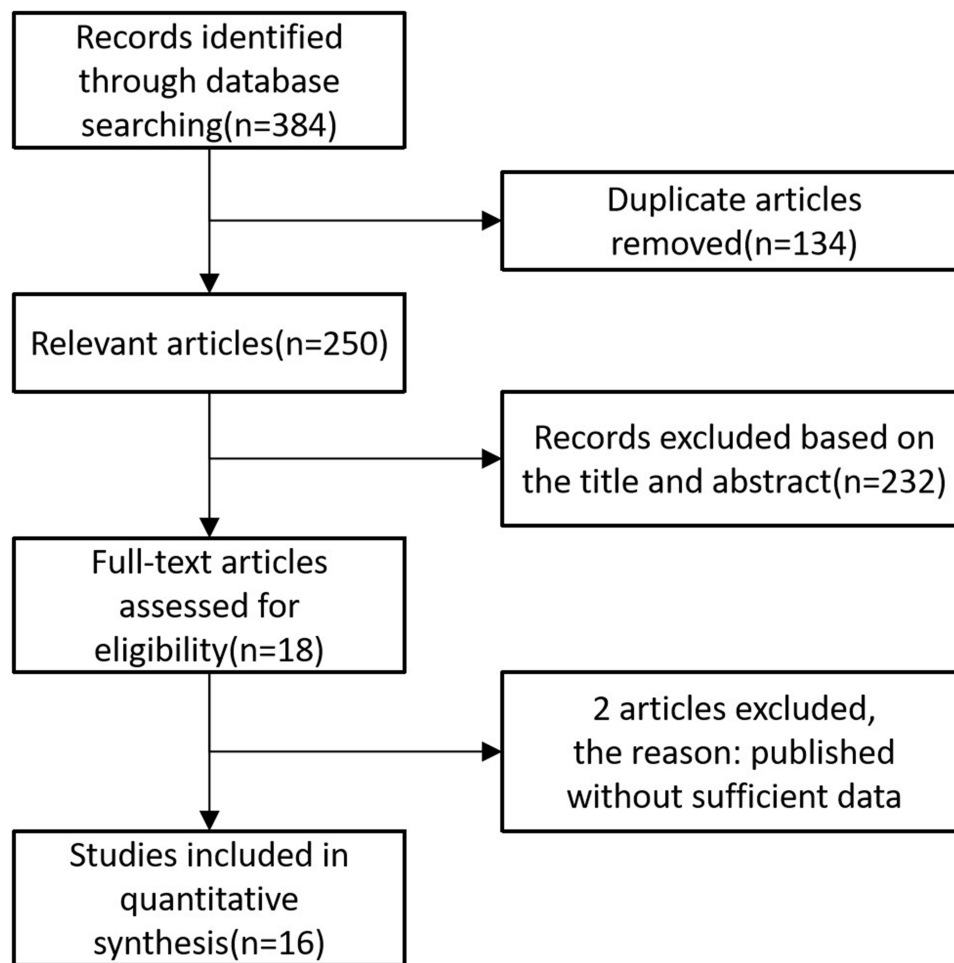 Records identified
through database
searching(n=384)
Duplicate articles
removed(n=134)
Relevant articles(n=250)
Records excluded based on
the title and abstract(n=232)
Full-text articles
assessed for
eligibility(n=18)
2 articles excluded,
the reason: published
without sufficient data
Studies included in
quantitative
synthesis(n=16)